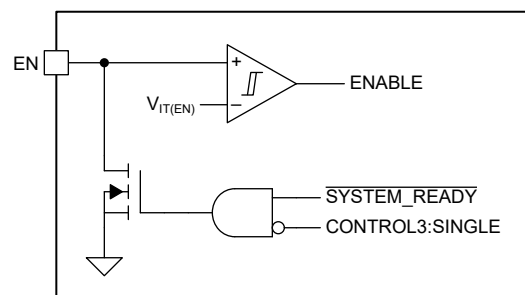 EN
+
ENABLE
V_IT(EN)
−
SYSTEM_READY
CONTROL3:SINGLE